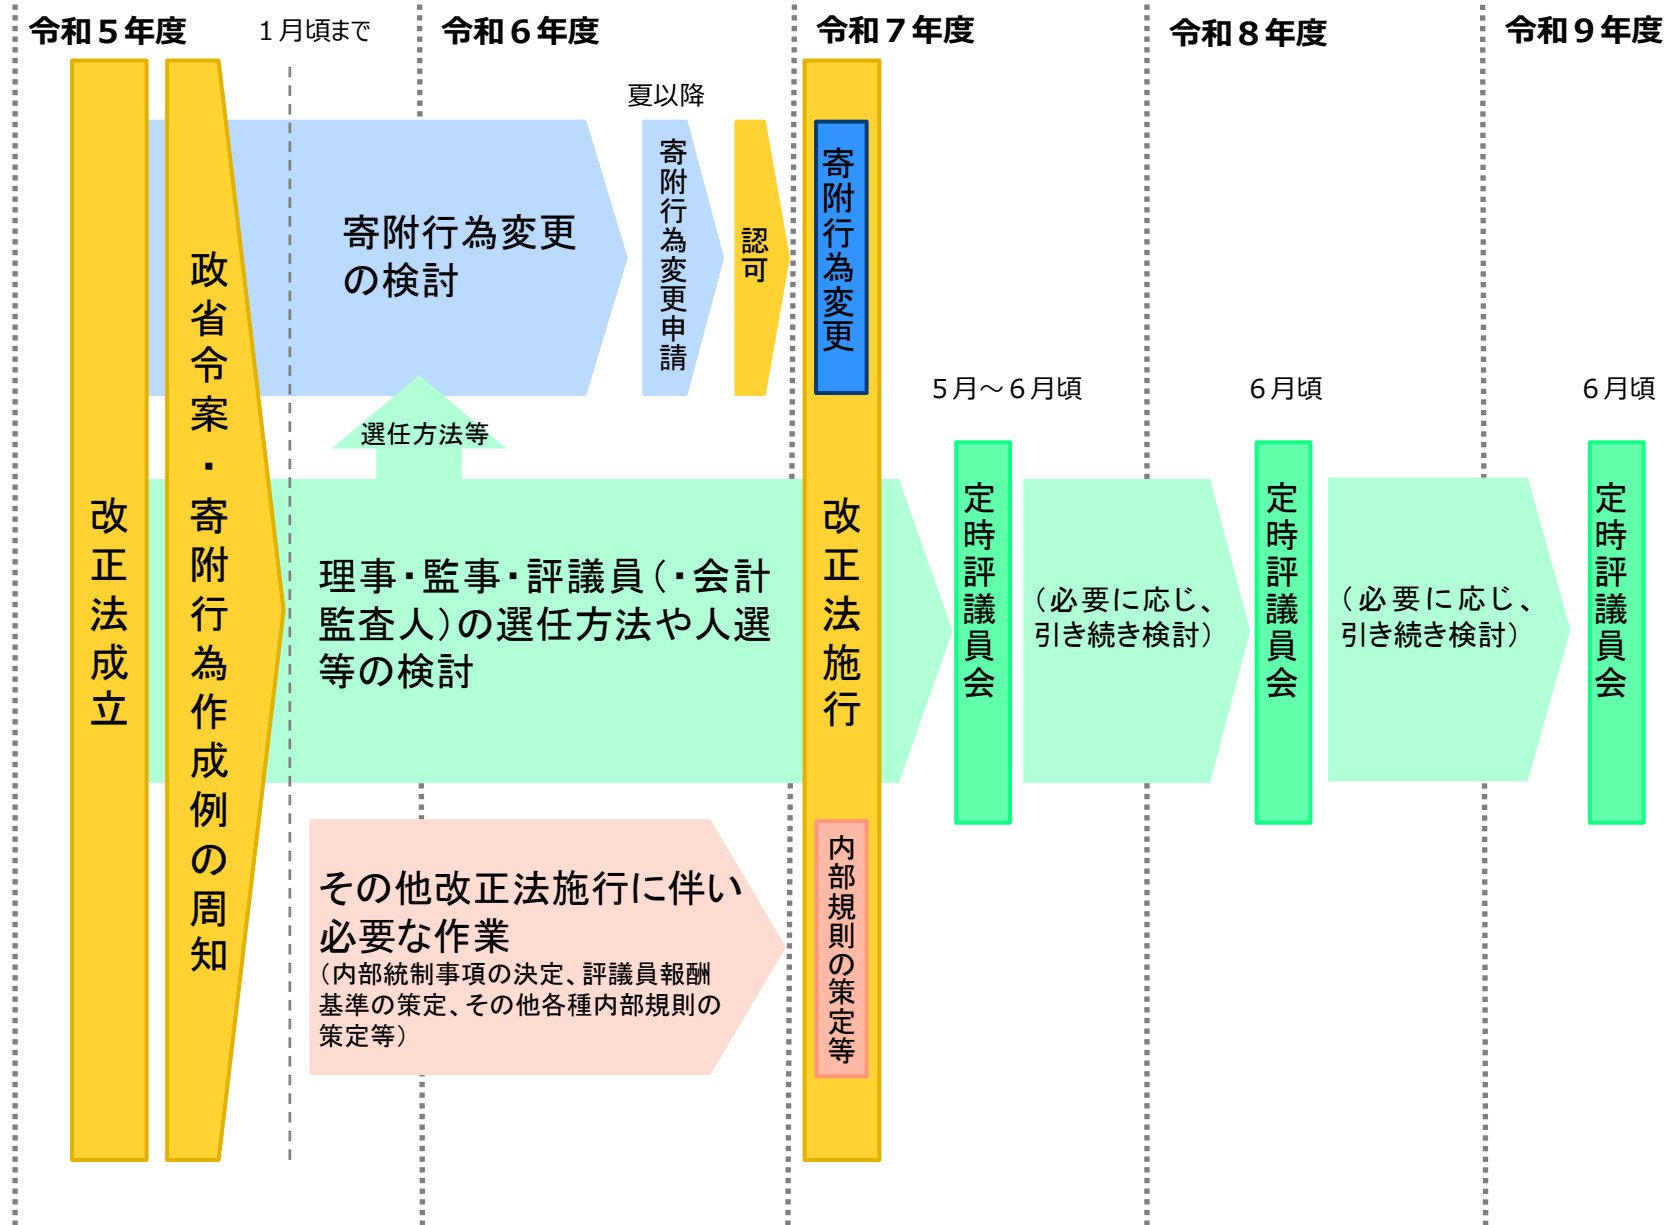 令和５年度
１月頃まで
令和６年度
令和７年度
令和８年度
令和９年度
改正法成立
政省令案・寄附行為作成例の周知
寄附行為変更
の検討
夏以降
寄附行為変更申請
認可
寄附行為変更
選任方法等
理事・監事・評議員（・会計
監査人）の選任方法や人選
等の検討
改正法施行
５月～６月頃
定時評議員会
（必要に応じ、
引き続き検討）
６月頃
定時評議員会
（必要に応じ、
引き続き検討）
６月頃
定時評議員会
その他改正法施行に伴い
必要な作業
（内部統制事項の決定、評議員報酬
基準の策定、その他各種内部規則の
策定等）
内部規則の策定等